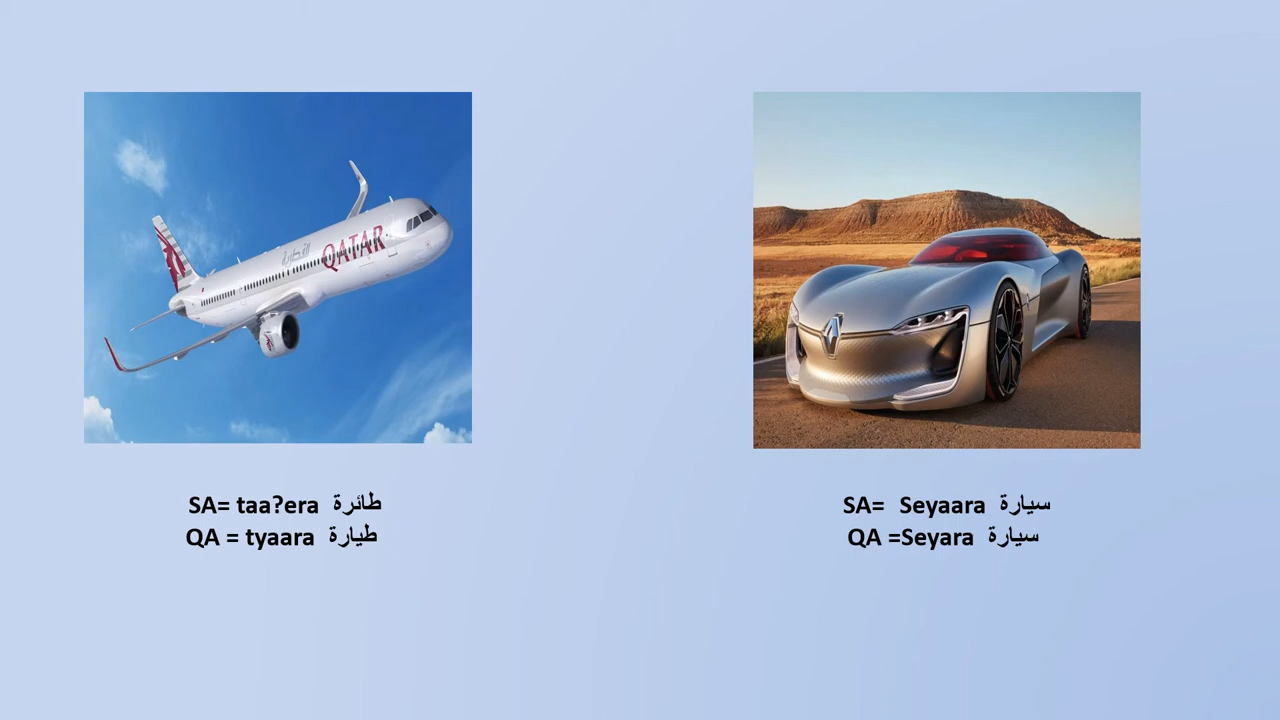 القطرية
QATAR
SA= taa?era طائرة
QA = tyaara طيارة
SA= Seyaara سيارة
QA =Seyara سيارة